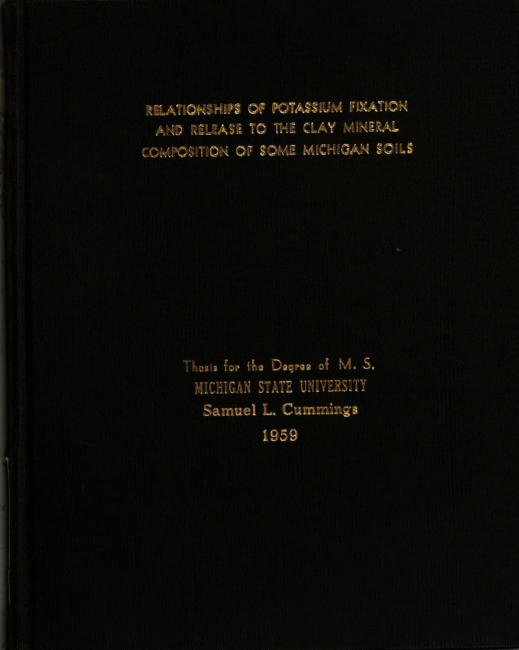 RELATIONSHIPS OF POTASSIUM FIXATION
AND RELEASE TO THE CLAY MINERAL
COMPOSITION OF SOME MICHIGAN SOILS
Thesis for the Degree of M. S.
MICHIGAN STATE UNIVERSITY
Samuel L. Cummings
1959